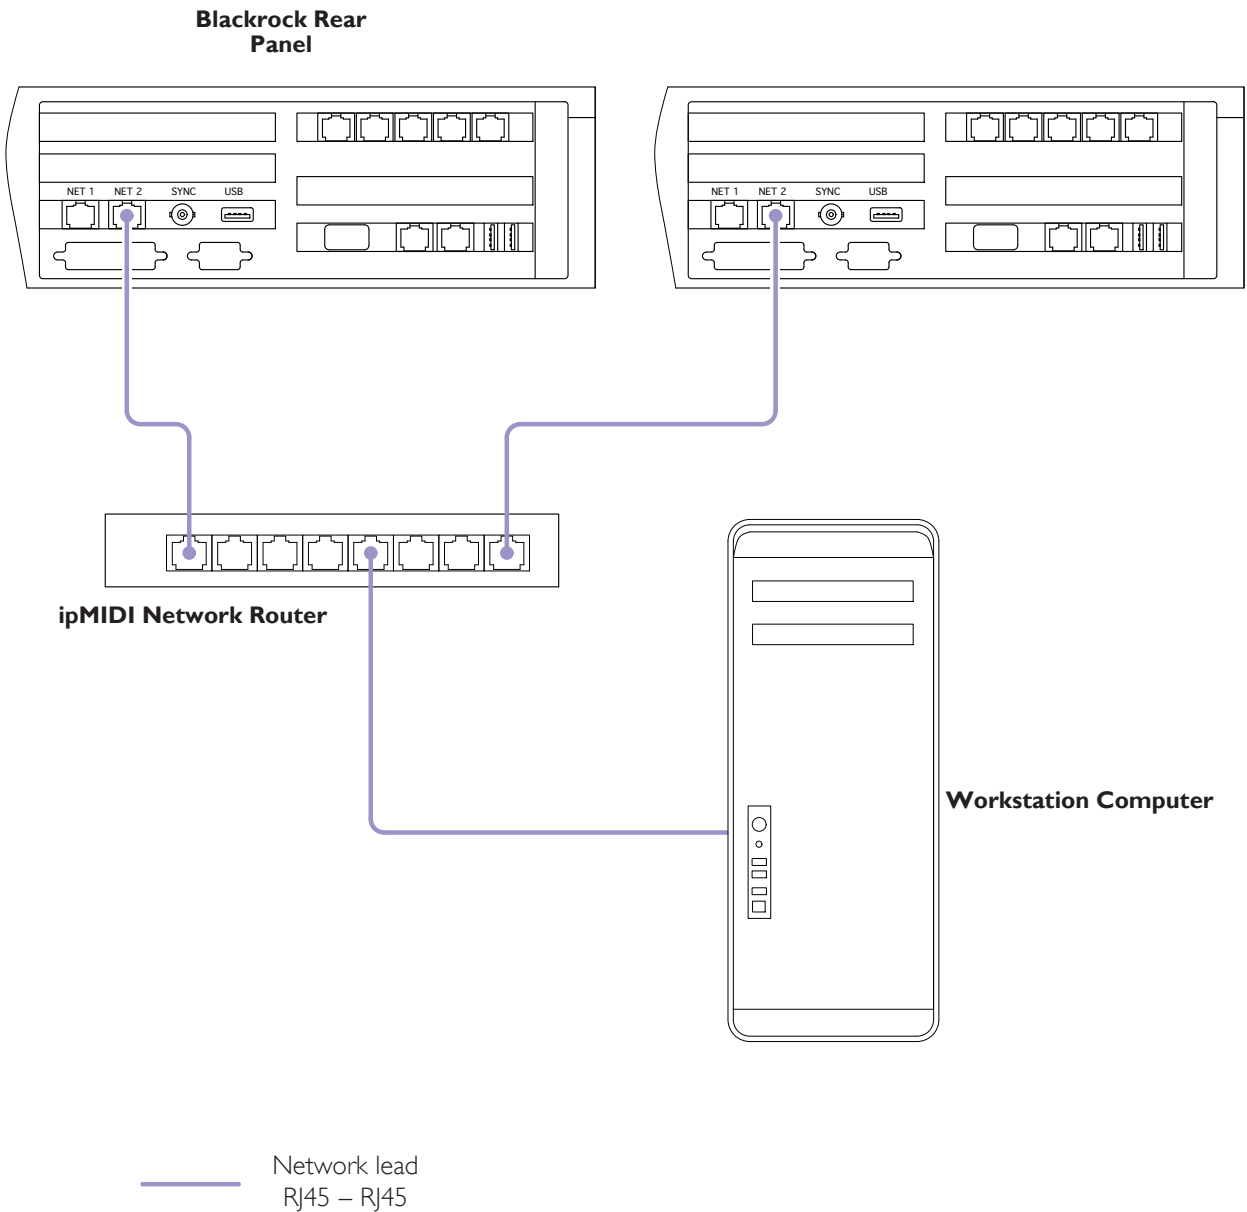 Blackrock Rear
Panel
NET 1 NET 2 SYNC USB
NET 1 NET 2 SYNC USB
ipMIDI Network Router
Workstation Computer
Network lead
RJ45 – RJ45